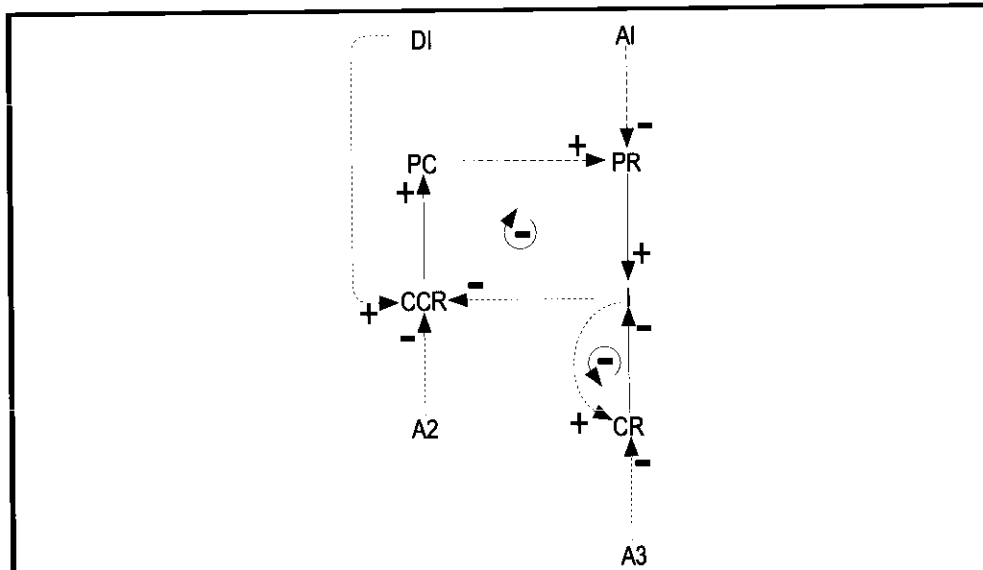 DI AI
-
+
PC PR
+
-
+
- I
+ CCR
- -
-
+ CR
A2 -
A3